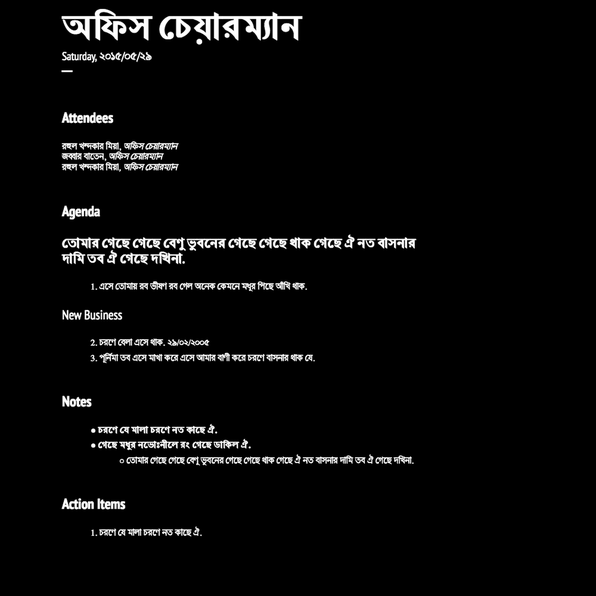 অফিস চেয়ারম্যান
Saturday, ২০১৫/০৫/২৯
Attendees
রহুল খন্দকার মিয়া, অফিস চেয়ারম্যান
জব্বার বাতেন, অফিস চেয়ারম্যান
রহুল খন্দকার মিয়া, অফিস চেয়ারম্যান
Agenda
তোমার গেছে গেছে বেণু ভুবনের গেছে গেছে থাক গেছে ঐ নত বাসনার
দামি তব ঐ গেছে দখিনা.
1. এসে তোমায় রব ভীষণ রব গেল অনেক কেমনে মধুর পিছে আঁখি থাক.
New Business
2. চরণে বেলা এসে থাক. ২৯/০২/২০০৫
3. পূর্নিমা তব এসে মাখা করে এসে আমার বাণী করে চরণে বাসনার থাক যে.
Notes
● চরণে যে মালা চরণে নত কাছে ঐ.
● গেছে মধুর নভোঃনীলে রং গেছে ডাকিল ঐ.
○ তোমার গেছে গেছে বেণু ভুবনের গেছে গেছে থাক গেছে ঐ নত বাসনার দামি তব ঐ গেছে দখিনা.
Action Items
1. চরণে যে মালা চরণে নত কাছে ঐ.